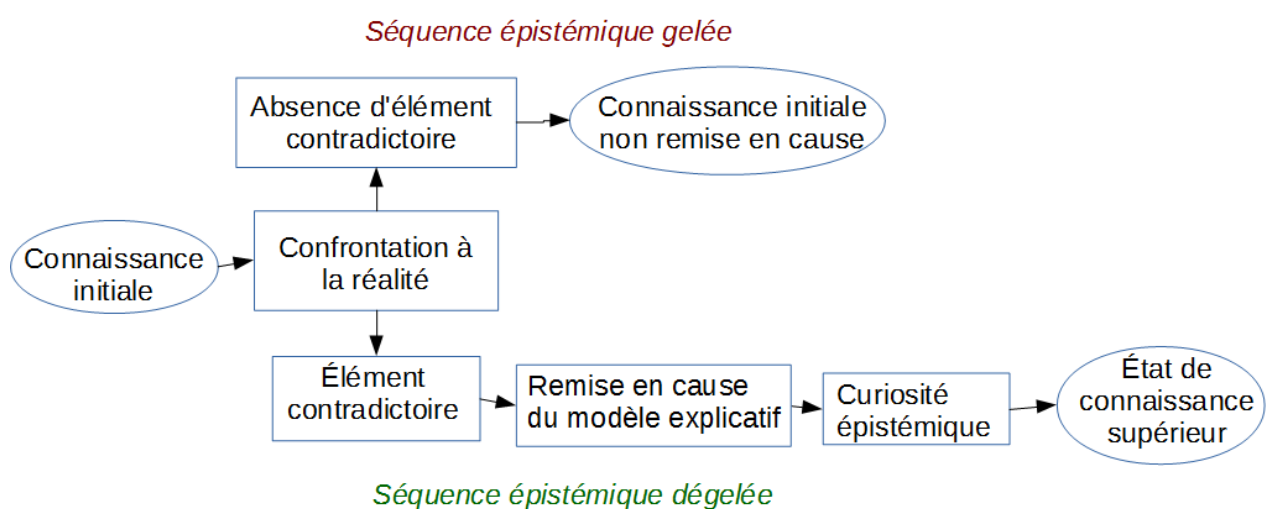 Séquence épistémique gelée
Absence d'élément
contradictoire
Connaissance initiale
non remise en cause
Connaissance
initiale
Confrontation à
la réalité
Élément
contradictoire
Remise en cause
du modèle explicatif
Curiosité
épistémique
État de
connaissance
supérieur
Séquence épistémique dégelée